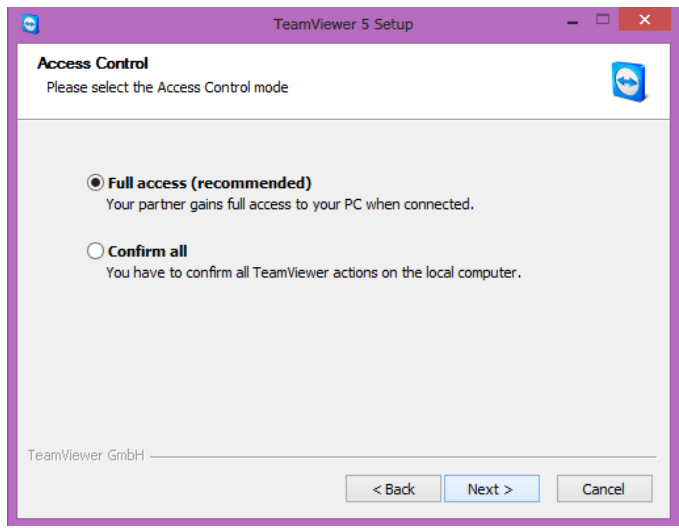 TeamViewer 5 Setup
Access Control
Please select the Access Control mode
Full access (recommended)
Your partner gains full access to your PC when connected.
Confirm all
You have to confirm all TeamViewer actions on the local computer.
TeamViewer GmbH
< Back Next > Cancel